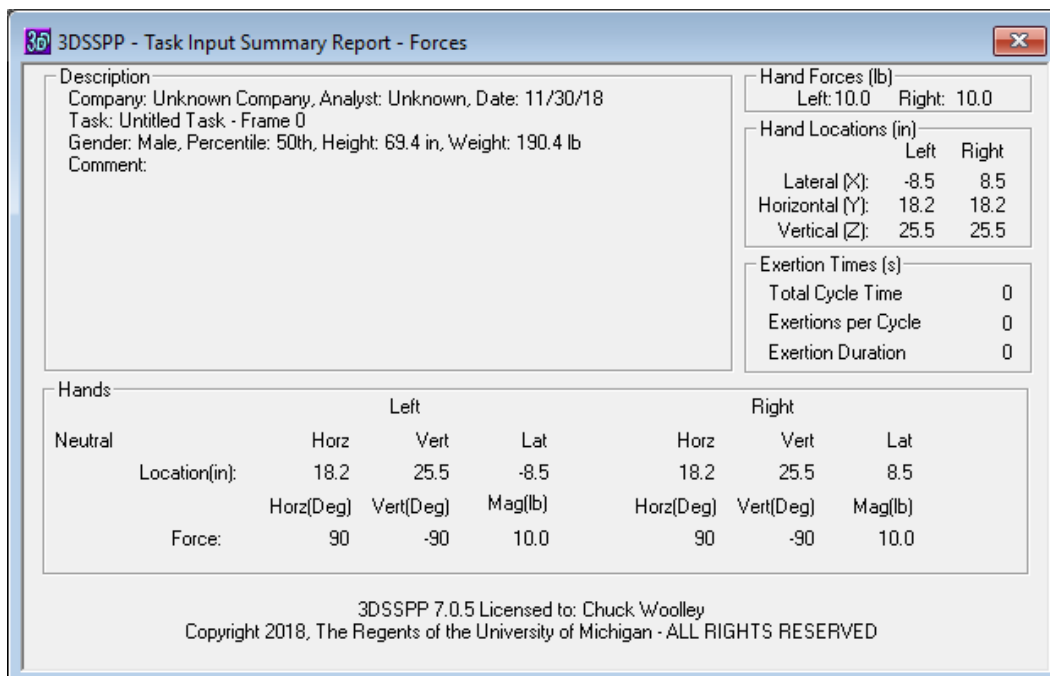 3D 3DSSPP - Task Input Summary Report - Forces
Description
Company: Unknown Company, Analyst: Unknown, Date: 11/30/18
Task: Untitled Task - Frame 0
Gender: Male, Percentile: 50th, Height: 69.4 in, Weight: 190.4 lb
Comment:
Hand Forces (lb)
Left: 10.0 Right: 10.0
Hand Locations (in)
Left Right
Lateral (X): -8.5 8.5
Horizontal (Y): 18.2 18.2
Vertical (Z): 25.5 25.5
Exertion Times (s)
Total Cycle Time 0
Exertions per Cycle 0
Exertion Duration 0
Hands
Left Right
Neutral Horz Vert Lat Horz Vert Lat
Location(in): 18.2 25.5 -8.5 18.2 25.5 8.5
Horz(Deg) Vert(Deg) Mag(lb) Horz(Deg) Vert(Deg) Mag(lb)
Force: 90 -90 10.0 90 -90 10.0
3DSSPP 7.0.5 Licensed to: Chuck Woolley
Copyright 2018, The Regents of the University of Michigan - ALL RIGHTS RESERVED